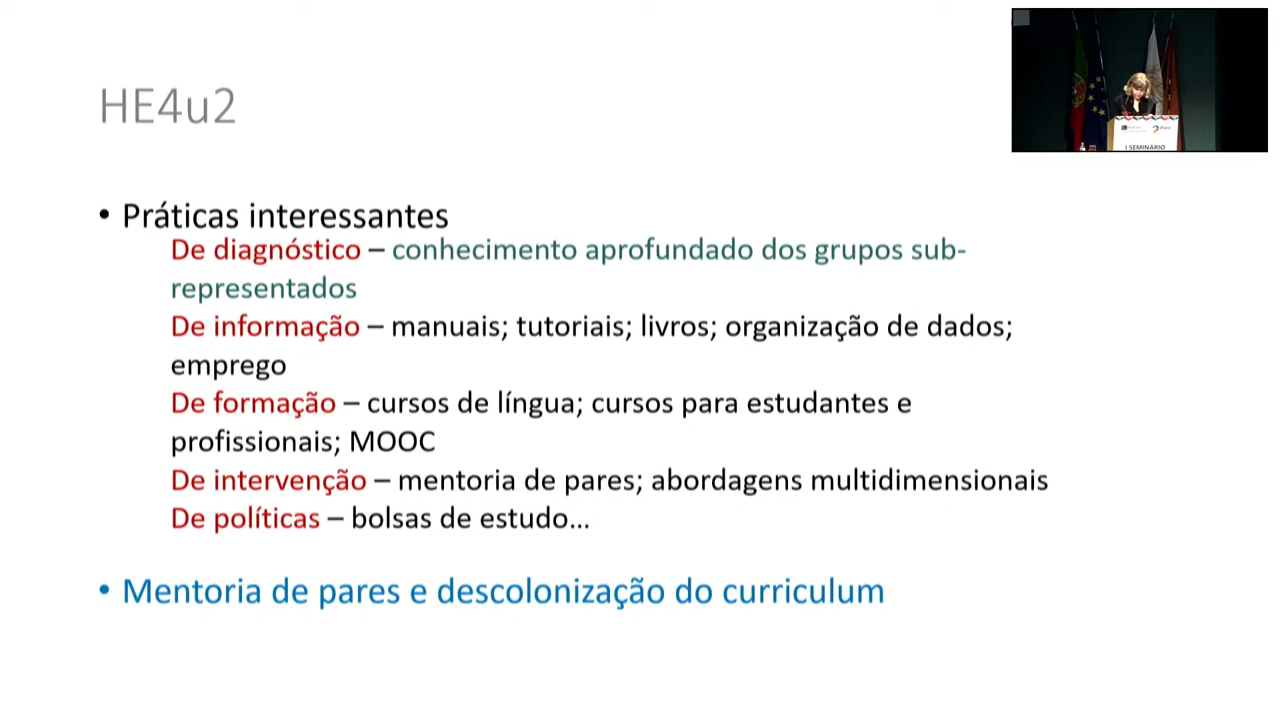 HE4u2
• Práticas interessantes
De diagnóstico – conhecimento aprofundado dos grupos sub-
representados
De informação – manuais; tutoriais; livros; organização de dados;
emprego
De formação – cursos de língua; cursos para estudantes e
profissionais; MOOC
De intervenção – mentoria de pares; abordagens multidimensionais
De políticas – bolsas de estudo...
• Mentoria de pares e descolonização do curriculum
I SEMINÁRIO